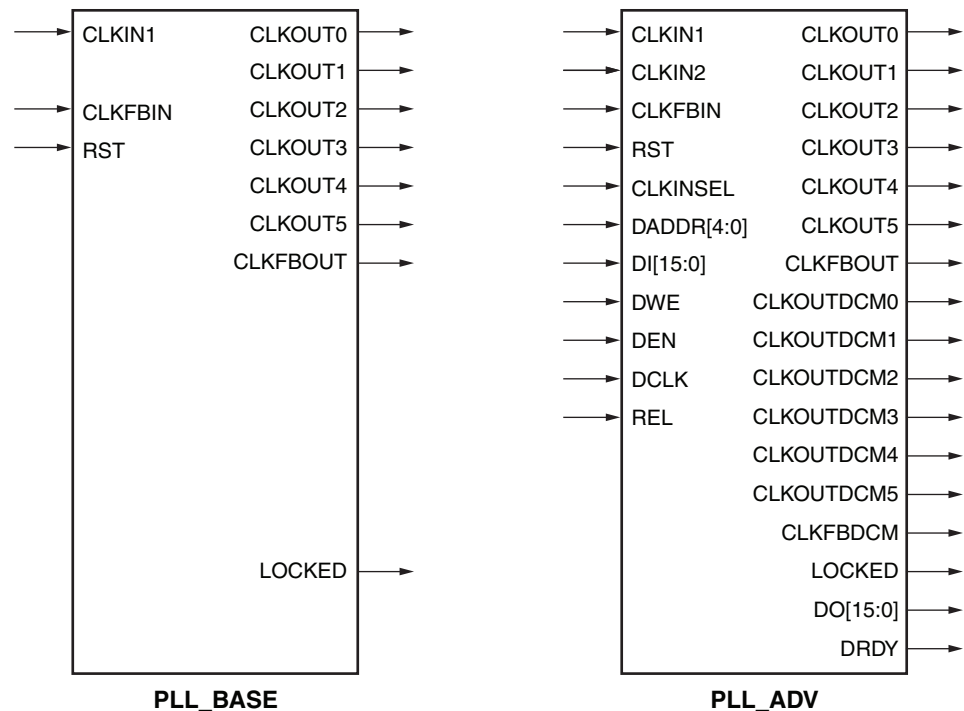 CLKIN1 CLKOUT0
CLKOUT1
CLKFBIN CLKOUT2
RST CLKOUT3
CLKOUT4
CLKOUT5
CLKFBOUT
LOCKED
PLL_BASE
CLKIN1 CLKOUT0
CLKIN2 CLKOUT1
CLKFBIN CLKOUT2
RST CLKOUT3
CLKINSEL CLKOUT4
DADDR[4:0] CLKOUT5
DI[15:0] CLKFBOUT
DWE CLKOUTDCM0
DEN CLKOUTDCM1
DCLK CLKOUTDCM2
REL CLKOUTDCM3
CLKOUTDCM4
CLKOUTDCM5
CLKFBDCM
LOCKED
DO[15:0]
DRDY
PLL_ADV